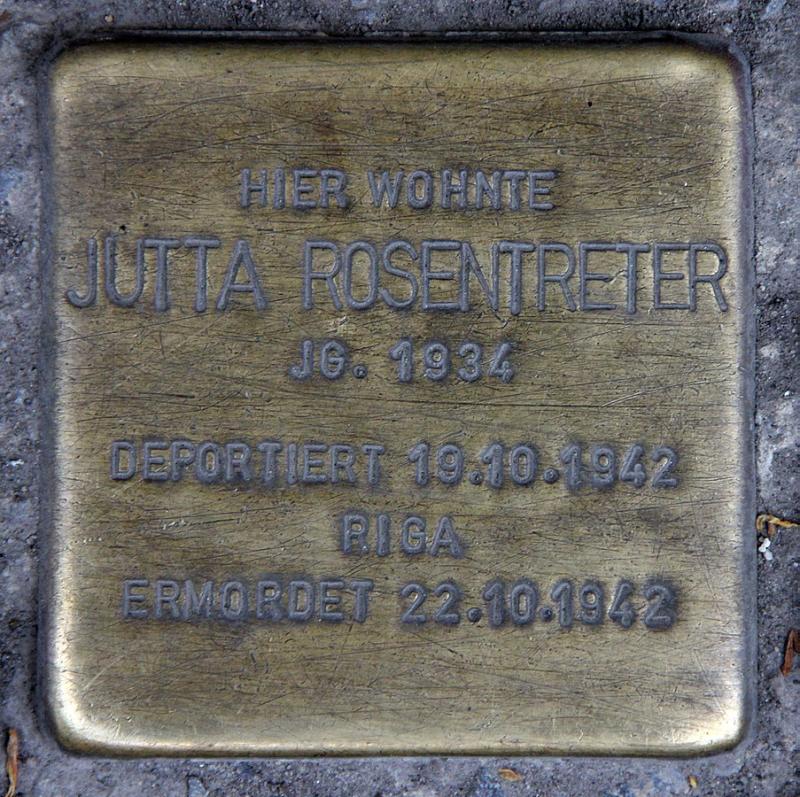 HIER WOHNTE
JUTTA ROSENTRETER
JG. 1934
DEPORTIERT 19.10.1942
RIGA
ERMORDET 22.10.1942